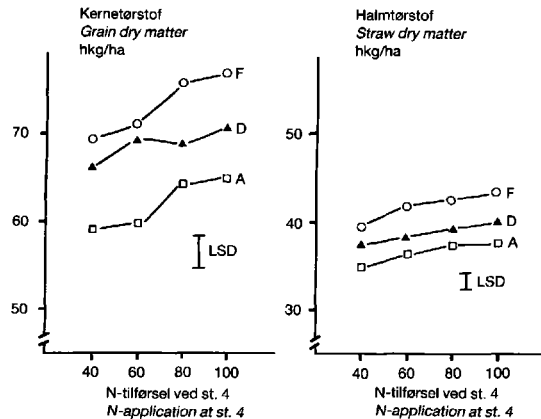 Kernetørstof
Grain dry matter
hkg/ha
70
60
50
F
D
A
LSD
40 60 80 100
N-tilførsel ved st. 4
N-application at st. 4
Halmtørstof
Straw dry matter
hkg/ha
50
40
30
F
D
A
LSD
40 60 80 100
N-tilførsel ved st. 4
N-application at st. 4